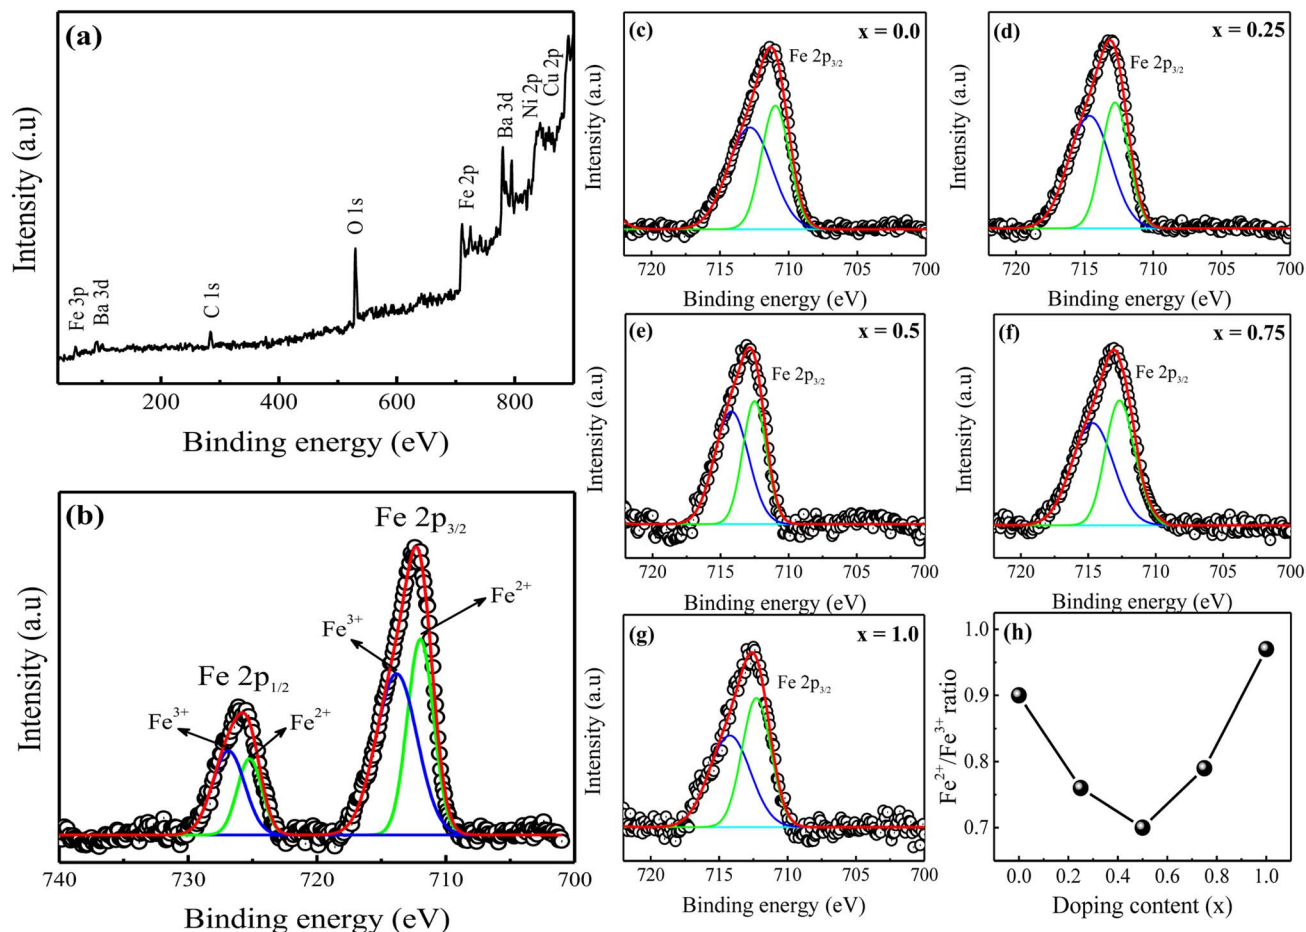 (a)
Intensity (a.u)
Fe 3p
Ba 3d
C 1s
O 1s
Fe 2p
Ba 3d
Ni 2p
Cu 2p
200 400 600 800
Binding energy (eV)
(b)
Intensity (a.u)
Fe 2p1/2
Fe3+
Fe2+
Fe 2p3/2
Fe3+
Fe2+
740 730 720 710 700
Binding energy (eV)
(c)
x = 0.0
Fe 2p3/2
Intensity (a.u)
720 715 710 705 700
Binding energy (eV)
(d)
x = 0.25
Fe 2p3/2
Intensity (a.u)
720 715 710 705 700
Binding energy (eV)
(e)
x = 0.5
Fe 2p3/2
Intensity (a.u)
720 715 710 705 700
Binding energy (eV)
(f)
x = 0.75
Fe 2p3/2
Intensity (a.u)
720 715 710 705 700
Binding energy (eV)
(g)
x = 1.0
Fe 2p3/2
Intensity (a.u)
720 715 710 705 700
Binding energy (eV)
(h)
Fe2+/Fe3+ ratio
1.0
0.9
0.8
0.7
0.0 0.2 0.4 0.6 0.8 1.0
Doping content (x)